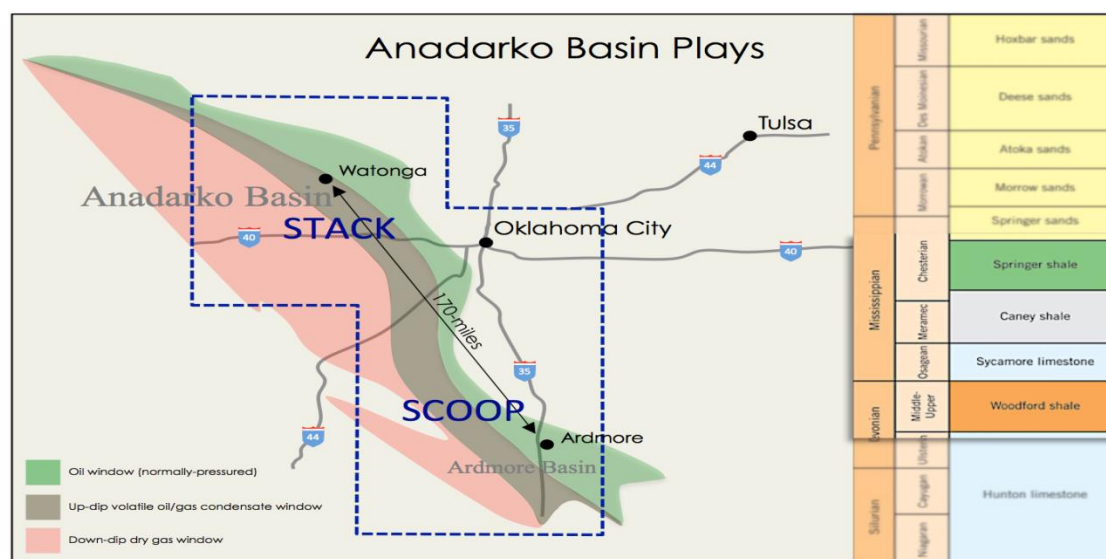 Anadarko Basin Plays
Tulsa
Watonga
Anadarko Basin
STACK
Oklahoma City
35
44
40
40
170-miles
35
SCOOP
44
Ardmore
Ardmore Basin
Oil window (normally-pressured)
Up-dip volatile oil/gas condensate window
Down-dip dry gas window
Pennsylvanian
Missourian
Hoxbar sands
Des Moinesian
Deese sands
Atokan
Atoka sands
Morrowan
Morrow sands
Springer sands
Mississippian
Chesterian
Springer shale
Meramec
Caney shale
Osagean
Sycamore limestone
evonian
Middle-
Upper
Woodford shale
Ulsterin
Hunton limestone
Silurian
Cayugan
Niagaran